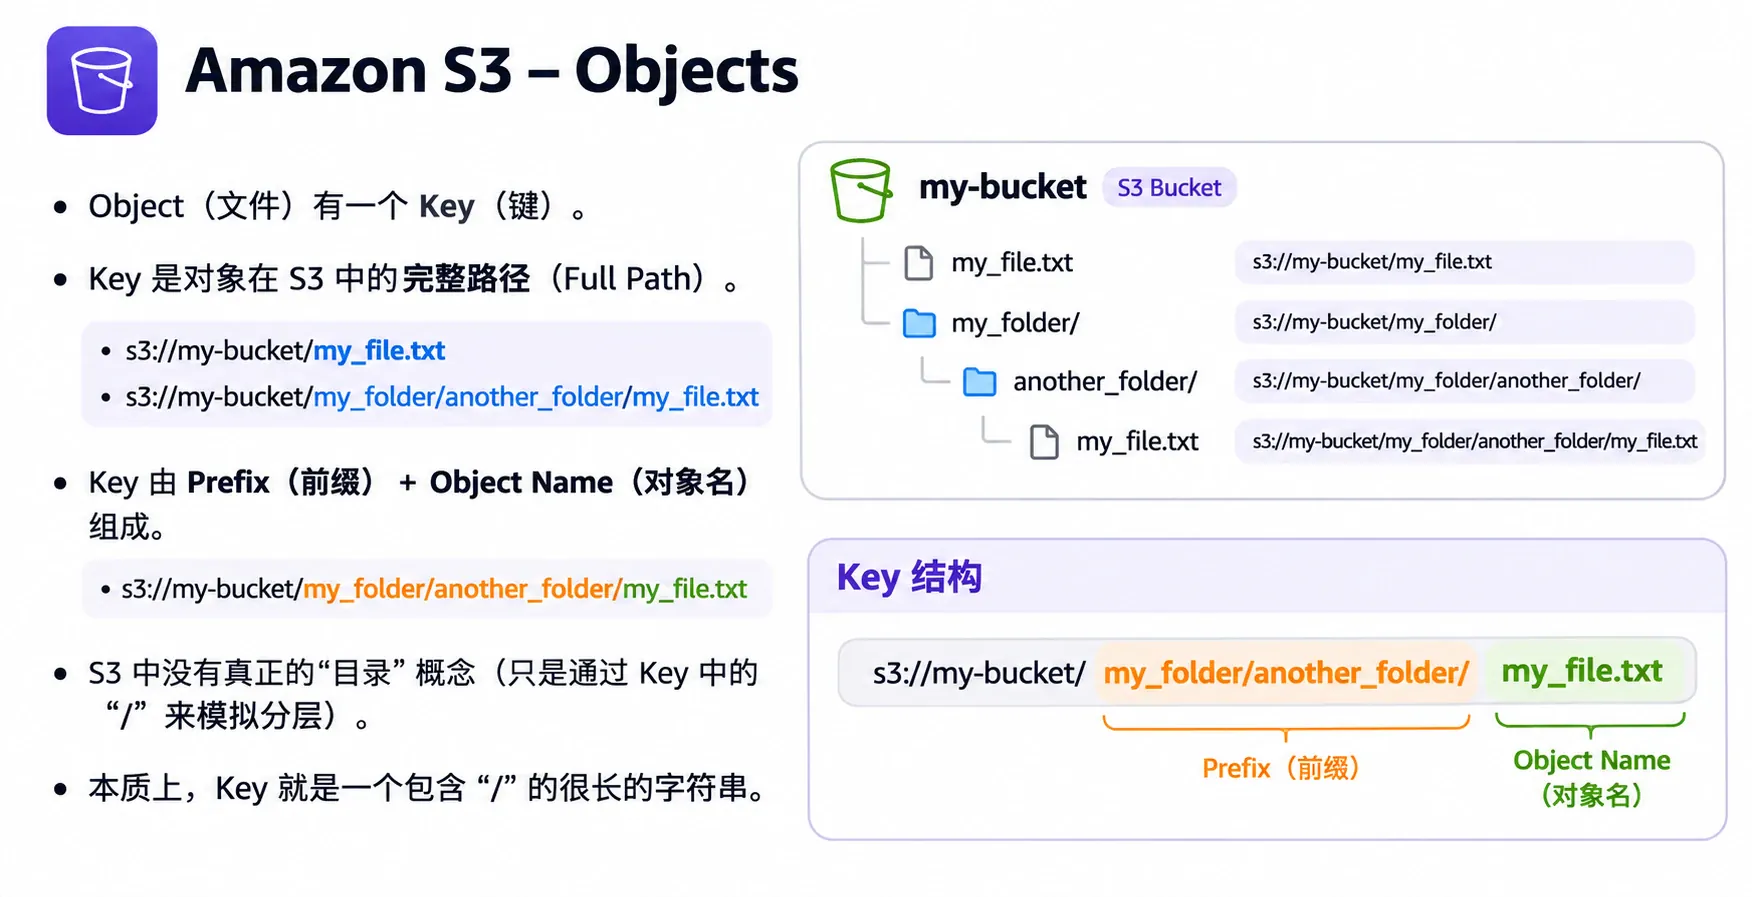 Amazon S3 – Objects
• Object（文件）有一个 Key（键）。
• Key 是对象在 S3 中的完整路径（Full Path）。
• s3://my-bucket/my_file.txt
• s3://my-bucket/my_folder/another_folder/my_file.txt
• Key 由 Prefix（前缀） + Object Name（对象名）
组成。
• s3://my-bucket/my_folder/another_folder/my_file.txt
• S3 中没有真正的“目录” 概念（只是通过 Key 中的
“/” 来模拟分层）。
• 本质上，Key 就是一个包含 “/” 的很长的字符串。
my-bucket S3 Bucket
my_file.txt s3://my-bucket/my_file.txt
my_folder/ s3://my-bucket/my_folder/
another_folder/ s3://my-bucket/my_folder/another_folder/
my_file.txt s3://my-bucket/my_folder/another_folder/my_file.txt
Key 结构
s3://my-bucket/ my_folder/another_folder/ my_file.txt
Prefix（前缀）
Object Name
（对象名）